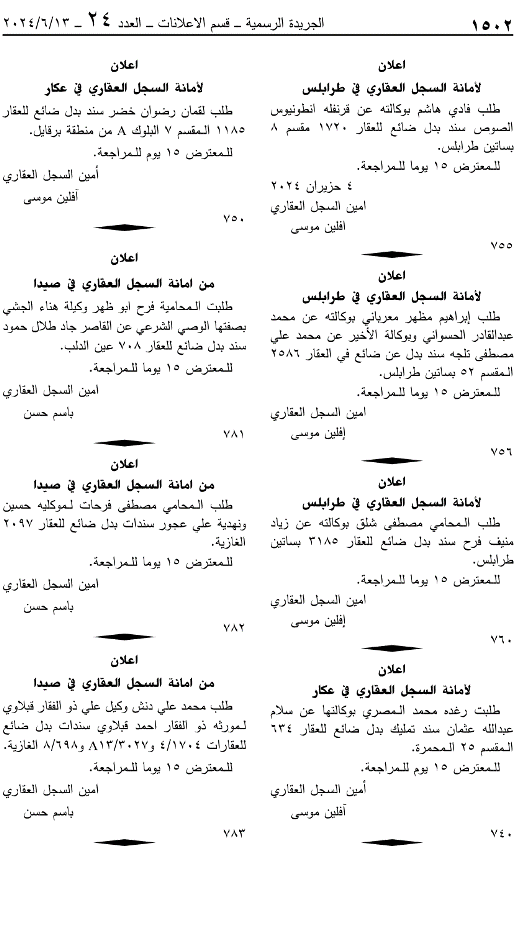 ١٥٠٢
الجريدة الرسمية ـ قسم الاعلانات ـ العدد ٢٤ ـ ٢٠٢٤/٦/١٣
اعلان
لأمانة السجل العقاري في طرابلس
طلب فادي هاشم بوكالته عن قرنفله انطونيوس
الصوص سند بدل ضائع للعقار ١٧٢٠ مقسم ٨
بساتين طرابلس.
للمعترض ١٥ يوما للمراجعة.
٤ حزيران ٢٠٢٤
امين السجل العقاري
افلين موسى
٧٥٥
اعلان
لأمانة السجل العقاري في طرابلس
طلب إبراهيم مظهر معرباني بوكالته عن محمد
عبدالقادر الحسواني وبوكالة الأخير عن محمد علي
مصطفى تلجه سند بدل عن ضائع في العقار ٢٥٨٦
المقسم ٥٢ بساتين طرابلس.
للمعترض ١٥ يوما للمراجعة.
امين السجل العقاري
إفلين موسى
٧٥٦
اعلان
لأمانة السجل العقاري في طرابلس
طلب المحامي مصطفى شلق بوكالته عن زياد
منيف فرح سند بدل ضائع للعقار ٣١٨٥ بساتين
طرابلس.
للمعترض ١٥ يوما للمراجعة.
امين السجل العقاري
إفلين موسى
٧٦٠
اعلان
لأمانة السجل العقاري في عكار
طلبت رغده محمد المصري بوكالتها عن سلام
عبدالله عثمان سند تمليك بدل ضائع للعقار ٦٣٤
المقسم ٢٥ المحمرة.
للمعترض ١٥ يوم للمراجعة.
أمين السجل العقاري
آفلين موسى
٧٤٠
اعلان
لأمانة السجل العقاري في عكار
طلب لقمان رضوان خضر سند بدل ضائع للعقار
١١٨٥ المقسم ٧ البلوك A من منطقة برقايل.
للمعترض ١٥ يوم للمراجعة.
أمين السجل العقاري
آفلين موسى
٧٥٠
اعلان
من امانة السجل العقاري في صيدا
طلبت المحامية فرح ابو ظهر وكيلة هناء الجشي
بصفتها الوصي الشرعي عن القاصر جاد طلال حمود
سند بدل ضائع للعقار ٧٠٨ عين الدلب.
للمعترض ١٥ يوما للمراجعة.
امين السجل العقاري
باسم حسن
٧٨١
اعلان
من امانة السجل العقاري في صيدا
طلب المحامي مصطفى فرحات لموكليه حسين
ونهدية علي عجور سندات بدل ضائع للعقار ٢٠٩٧
الغازية.
للمعترض ١٥ يوما للمراجعة.
امين السجل العقاري
باسم حسن
٧٨٢
اعلان
من امانة السجل العقاري في صيدا
طلب محمد علي دنش وكيل علي ذو الفقار قبلاوي
لمورثه ذو الفقار احمد قبلاوي سندات بدل ضائع
للعقارات ٤/١٧٠٤ و A١٣/٣٠٢٧ و٨/٦٩٨ الغازية.
للمعترض ١٥ يوما للمراجعة.
امين السجل العقاري
باسم حسن
٧٨٣